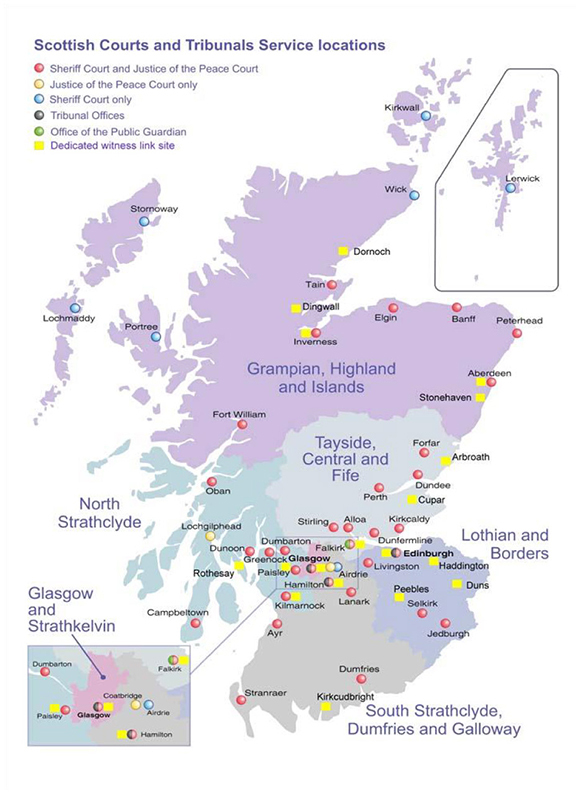 Scottish Courts and Tribunals Service locations
Sheriff Court and Justice of the Peace Court
Justice of the Peace Court only
Sheriff Court only
Tribunal Offices
Office of the Public Guardian
Dedicated witness link site
Kirkwall
Lerwick
Wick
Stornoway
Dornoch
Tain
Dingwall
Lochmaddy
Portree
Elgin
Banff
Peterhead
Inverness
Grampian, Highland
and Islands
Aberdeen
Stonehaven
Fort William
Tayside,
Central and
Fife
Forfar
Arbroath
Oban
Dundee
Perth
Cupar
North
Strathclyde
Lochgilphead
Stirling
Alloa
Kirkcaldy
Dunfermline
Lothian and
Borders
Dunoon
Dumbarton
Falkirk
Greenock
Glasgow
Edinburgh
Rothesay
Paisley
Airdrie
Livingston
Haddington
Hamilton
Peebles
Duns
Glasgow
and
Strathkelvin
Campbeltown
Kilmarnock
Lanark
Selkirk
Ayr
Jedburgh
Dumbarton
Falkirk
Coatbridge
Paisley
Glasgow
Airdrie
Hamilton
Dumfries
Stranraer
Kirkcudbright
South Strathclyde,
Dumfries and Galloway